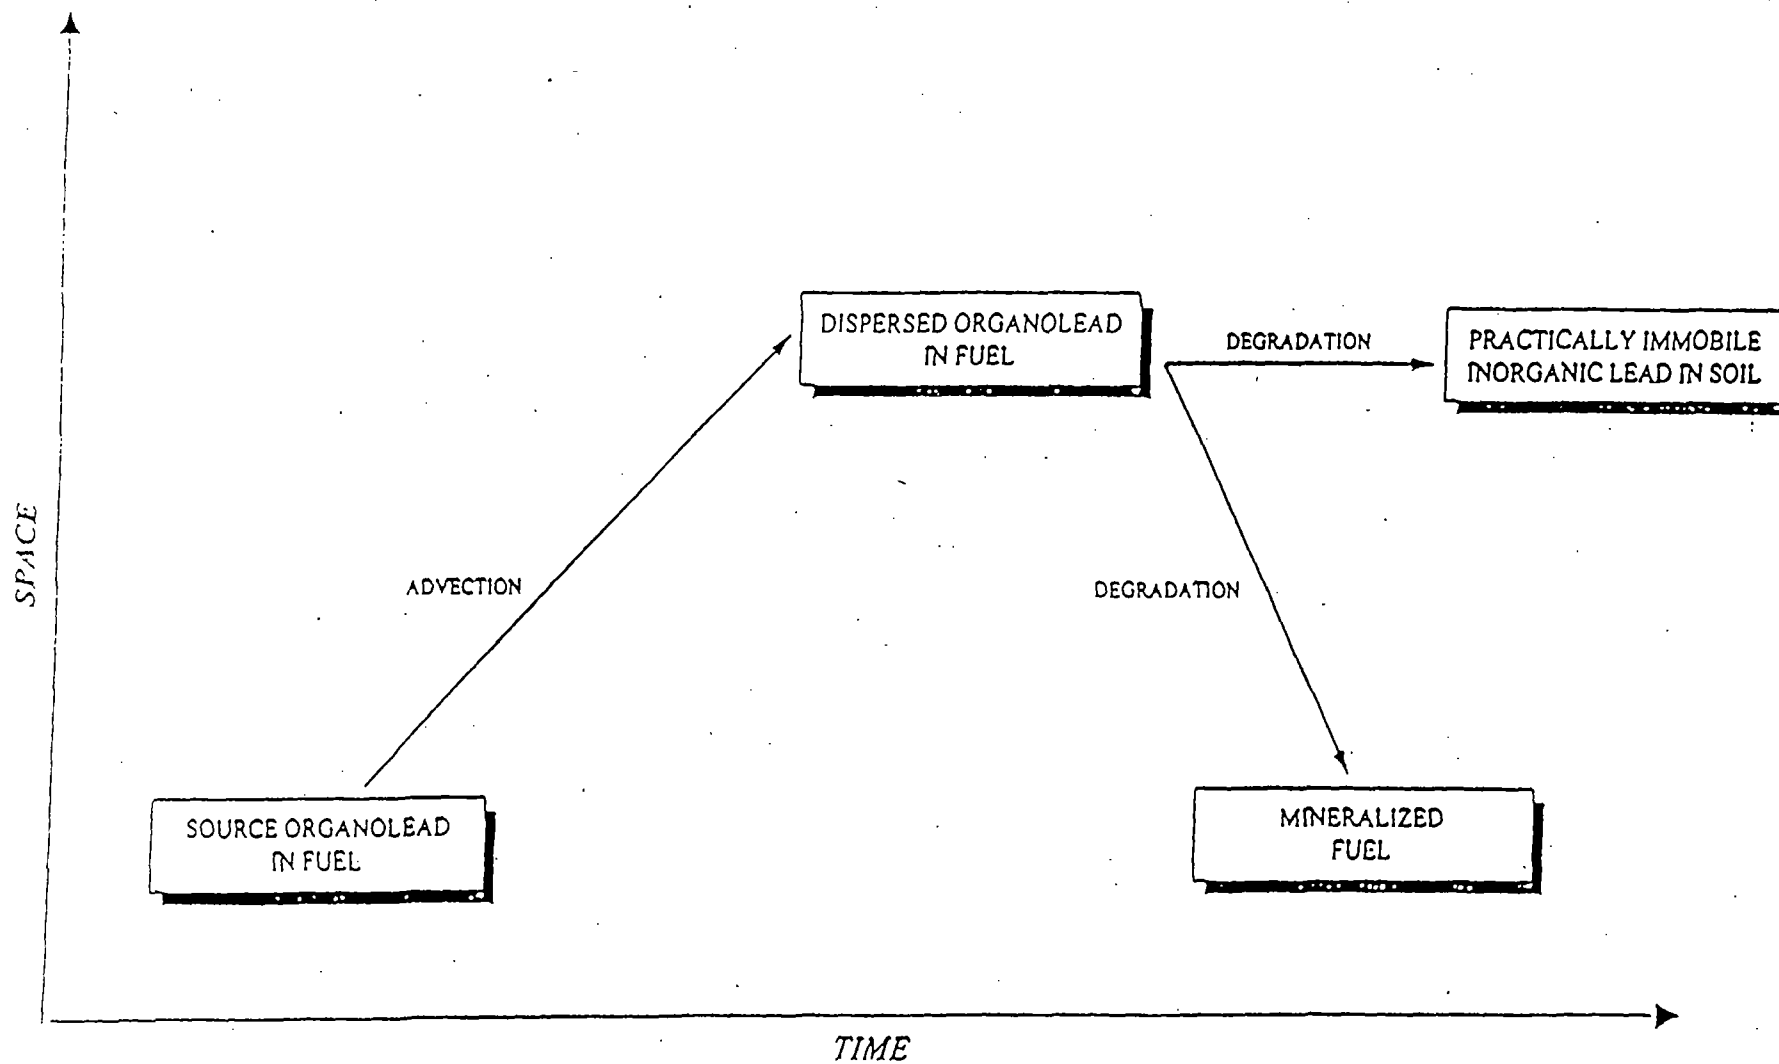 DISPERSED ORGANOLEAD
IN FUEL
DEGRADATION
PRACTICALLY IMMOBILE
INORGANIC LEAD IN SOIL
SPACE
ADVECTION
DEGRADATION
SOURCE ORGANOLEAD
IN FUEL
MINERALIZED
FUEL
TIME